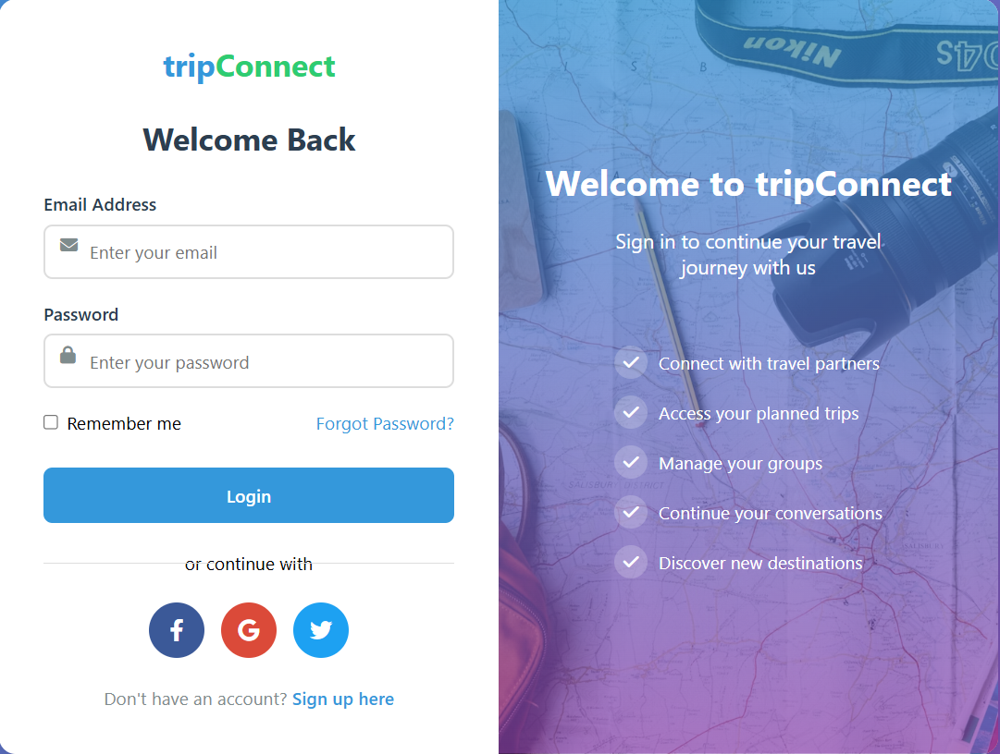 tripConnect
Welcome Back
Email Address
Enter your email
Password
Enter your password
Remember me
Forgot Password?
Login
or continue with
Don't have an account? Sign up here
Nikon
Welcome to tripConnect
Sign in to continue your travel
journey with us
Connect with travel partners
Access your planned trips
Manage your groups
Continue your conversations
Discover new destinations
SALISBURY DISTRICT
SALISBURY